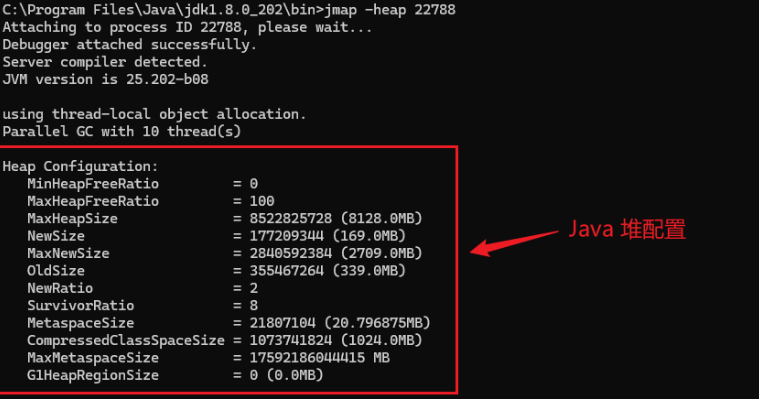 C:\Program Files\Java\jdk1.8.0_202\bin>jmap -heap 22788
Attaching to process ID 22788, please wait...
Debugger attached successfully.
Server compiler detected.
JVM version is 25.202-b08
using thread-local object allocation.
Parallel GC with 10 thread(s)
Heap Configuration:
MinHeapFreeRatio = 0
MaxHeapFreeRatio = 100
MaxHeapSize = 8522825728 (8128.0MB)
NewSize = 177209344 (169.0MB)
MaxNewSize = 2840592384 (2709.0MB)
OldSize = 355467264 (339.0MB)
NewRatio = 2
SurvivorRatio = 8
MetaspaceSize = 21807104 (20.796875MB)
CompressedClassSpaceSize = 1073741824 (1024.0MB)
MaxMetaspaceSize = 17592186044415 MB
G1HeapRegionSize = 0 (0.0MB)
Java 堆配置